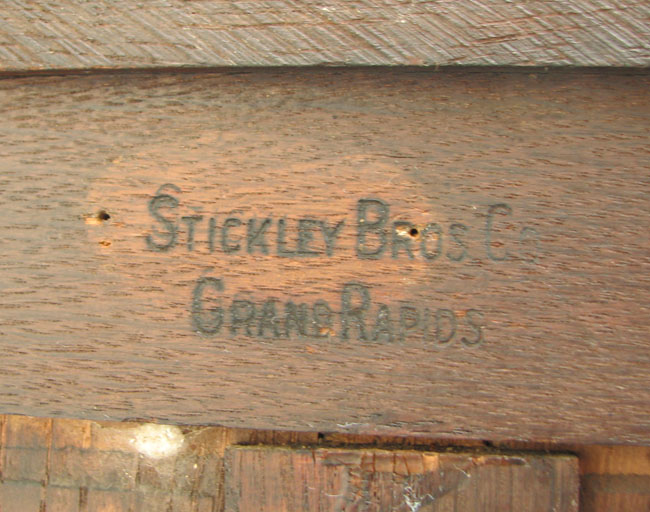 STICKLEY BROS. CO.
GRAND RAPIDS